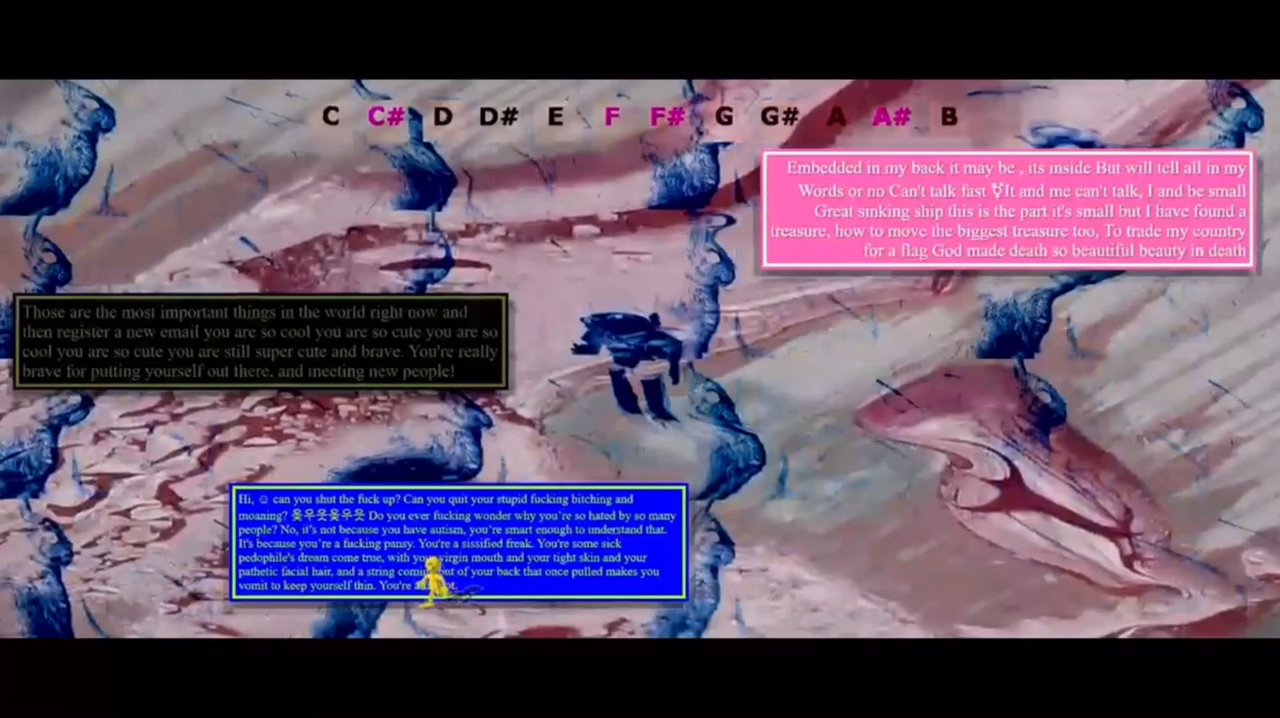 C C# D D# E F F# G G# A A# B
Embedded in my back it may be , its inside But will tell all in my
Words or no Can't talk fast It and me can't talk, I and be small
Great sinking ship this is the part it's small but I have found a
treasure, how to move the biggest treasure too, To trade my country
for a flag God made death so beautiful beauty in death
Those are the most important things in the world right now and
then register a new email you are so cool you are so cute you are so
cool you are so cute you are still super cute and brave. You're really
brave for putting yourself out there, and meeting new people!
Hi, ☺ can you shut the fuck up? Can you quit your stupid fucking bitching and
moaning? 옻우웃옻우웃 Do you ever fucking wonder why you're so hated by so many
people? No, it's not because you have autism, you're smart enough to understand that.
It's because you're a fucking pansy. You're a sissified freak. You're some sick
pedophile's dream come true, with your virgin mouth and your tight skin and your
pathetic facial hair, and a string coming out of your back that once pulled makes you
vomit to keep yourself thin. You're a